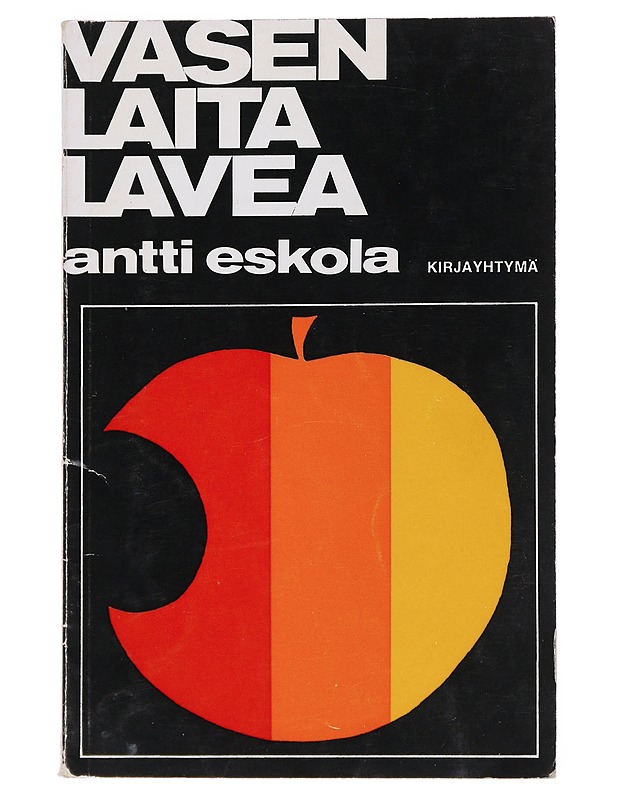 VASEN
LAITA
LAVEA
antti eskola
KIRJAYHTYMÄ